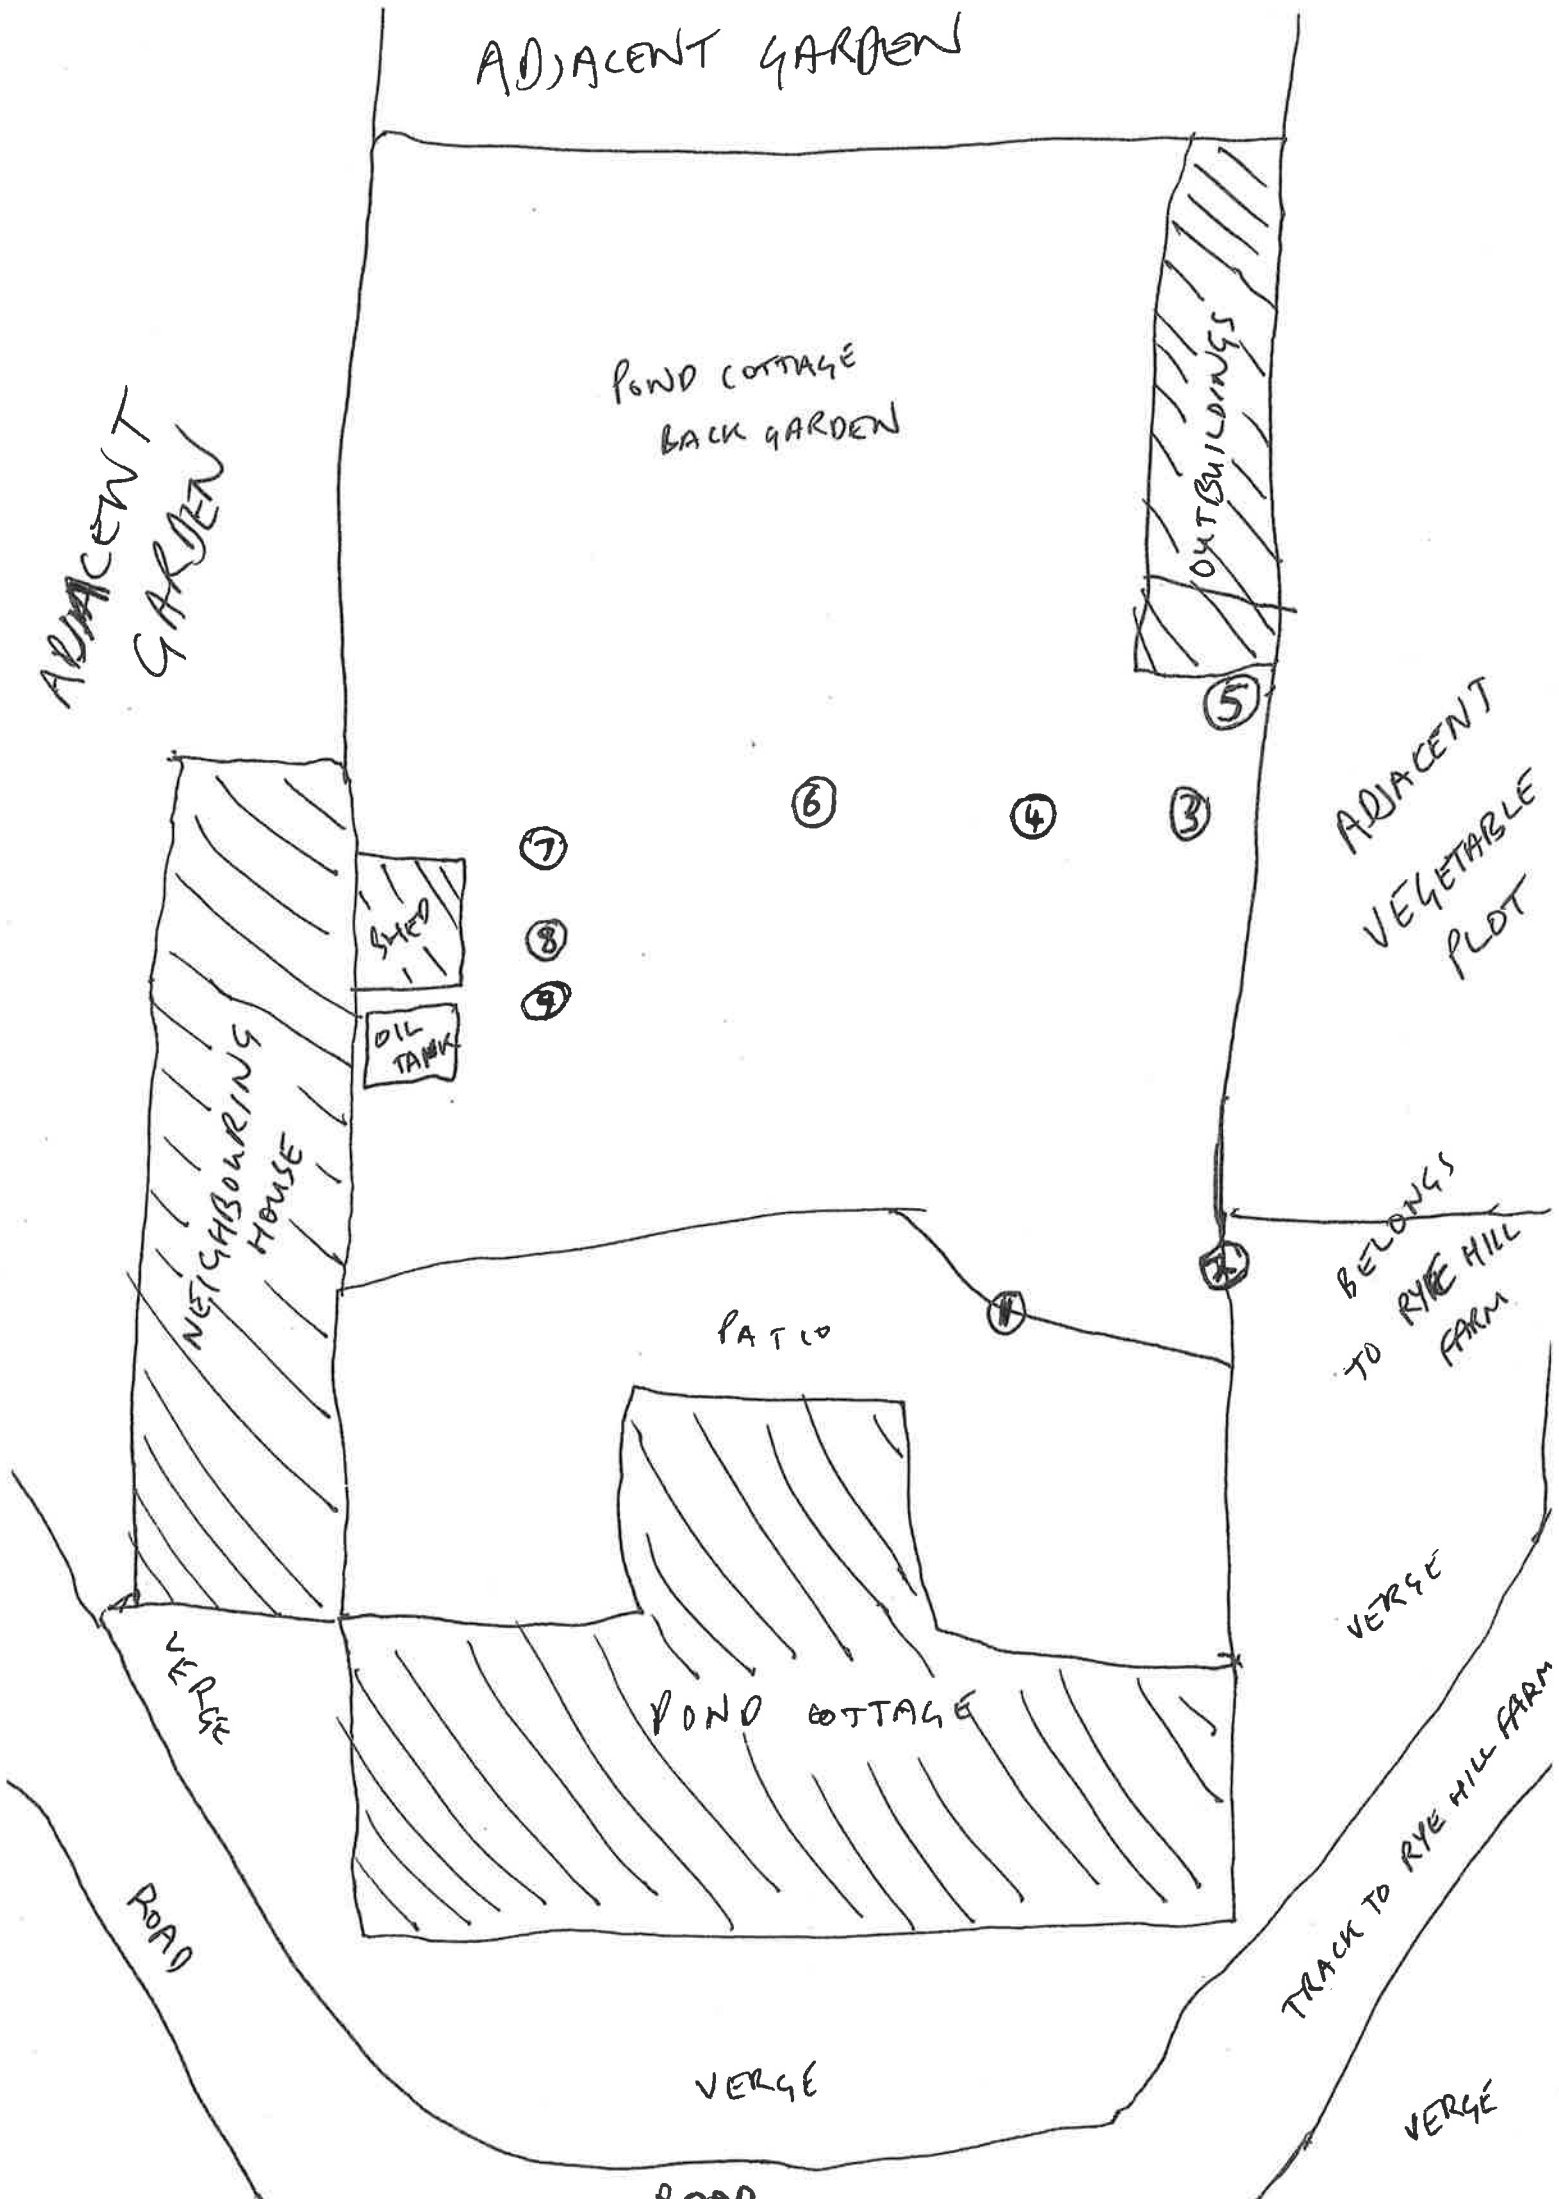 ADJACENT GARDEN
POND COTTAGE
BACK GARDEN
OUTBUILDINGS
ADJACENT
GARDEN
5
6
4
3
7
8
9
SHED
OIL
TANK
ADJACENT
VEGETABLE
PLOT
NEIGHBOURING
HOUSE
BELONGS
TO RYE HILL
FARM
2
1
PATIO
VERGE
VERGE
POND COTTAGE
ROAD
TRACK TO RYE HILL FARM
VERGE
VERGE
ROAD